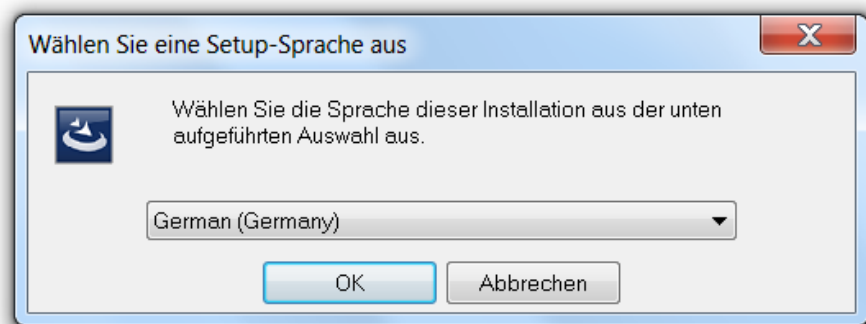 Wählen Sie eine Setup-Sprache aus
Wählen Sie die Sprache dieser Installation aus der unten
aufgeführten Auswahl aus.
German (Germany)
OK
Abbrechen